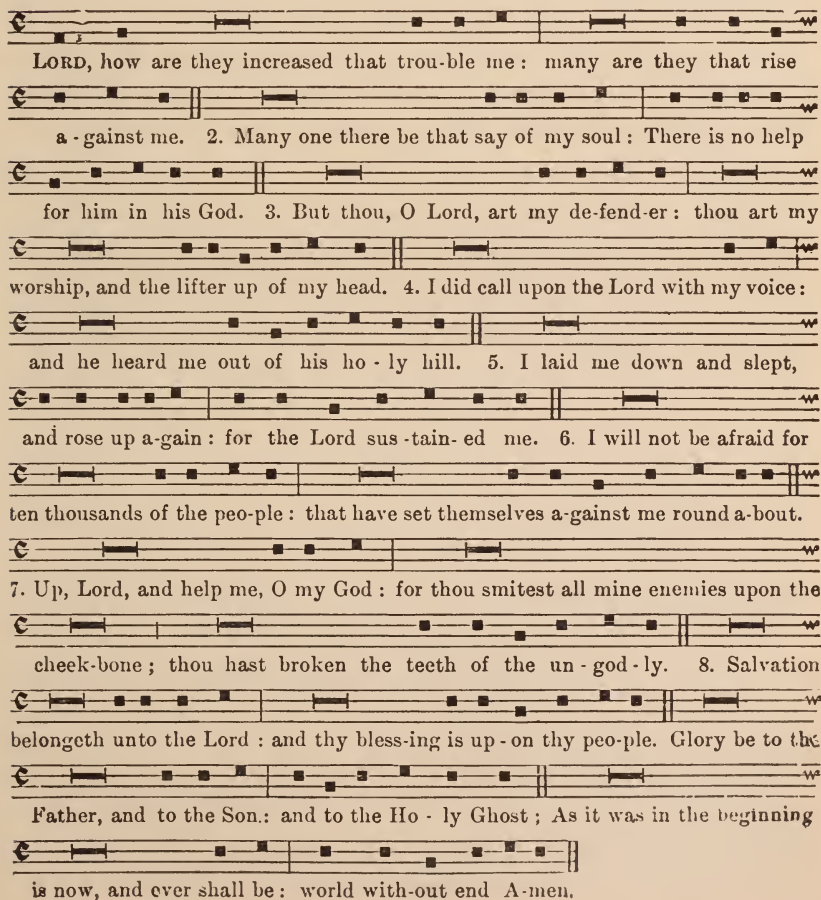 LORD, how are they increased that trou-ble me : many are they that rise
a - gainst me. 2. Many one there be that say of my soul : There is no help
for him in his God. 3. But thou, O Lord, art my de-fend-er : thou art my
worship, and the lifter up of my head. 4. I did call upon the Lord with my voice :
and he heard me out of his ho - ly hill. 5. I laid me down and slept,
and rose up a-gain : for the Lord sus -tain- ed me. 6. I will not be afraid for
ten thousands of the peo-ple : that have set themselves a-gainst me round a-bout.
7. Up, Lord, and help me, O my God : for thou smitest all mine enemies upon the
cheek-bone ; thou hast broken the teeth of the un - god - ly. 8. Salvation
belongeth unto the Lord : and thy bless-ing is up - on thy peo-ple. Glory be to the
Father, and to the Son.: and to the Ho - ly Ghost ; As it was in the beginning
is now, and ever shall be : world with-out end A-men.